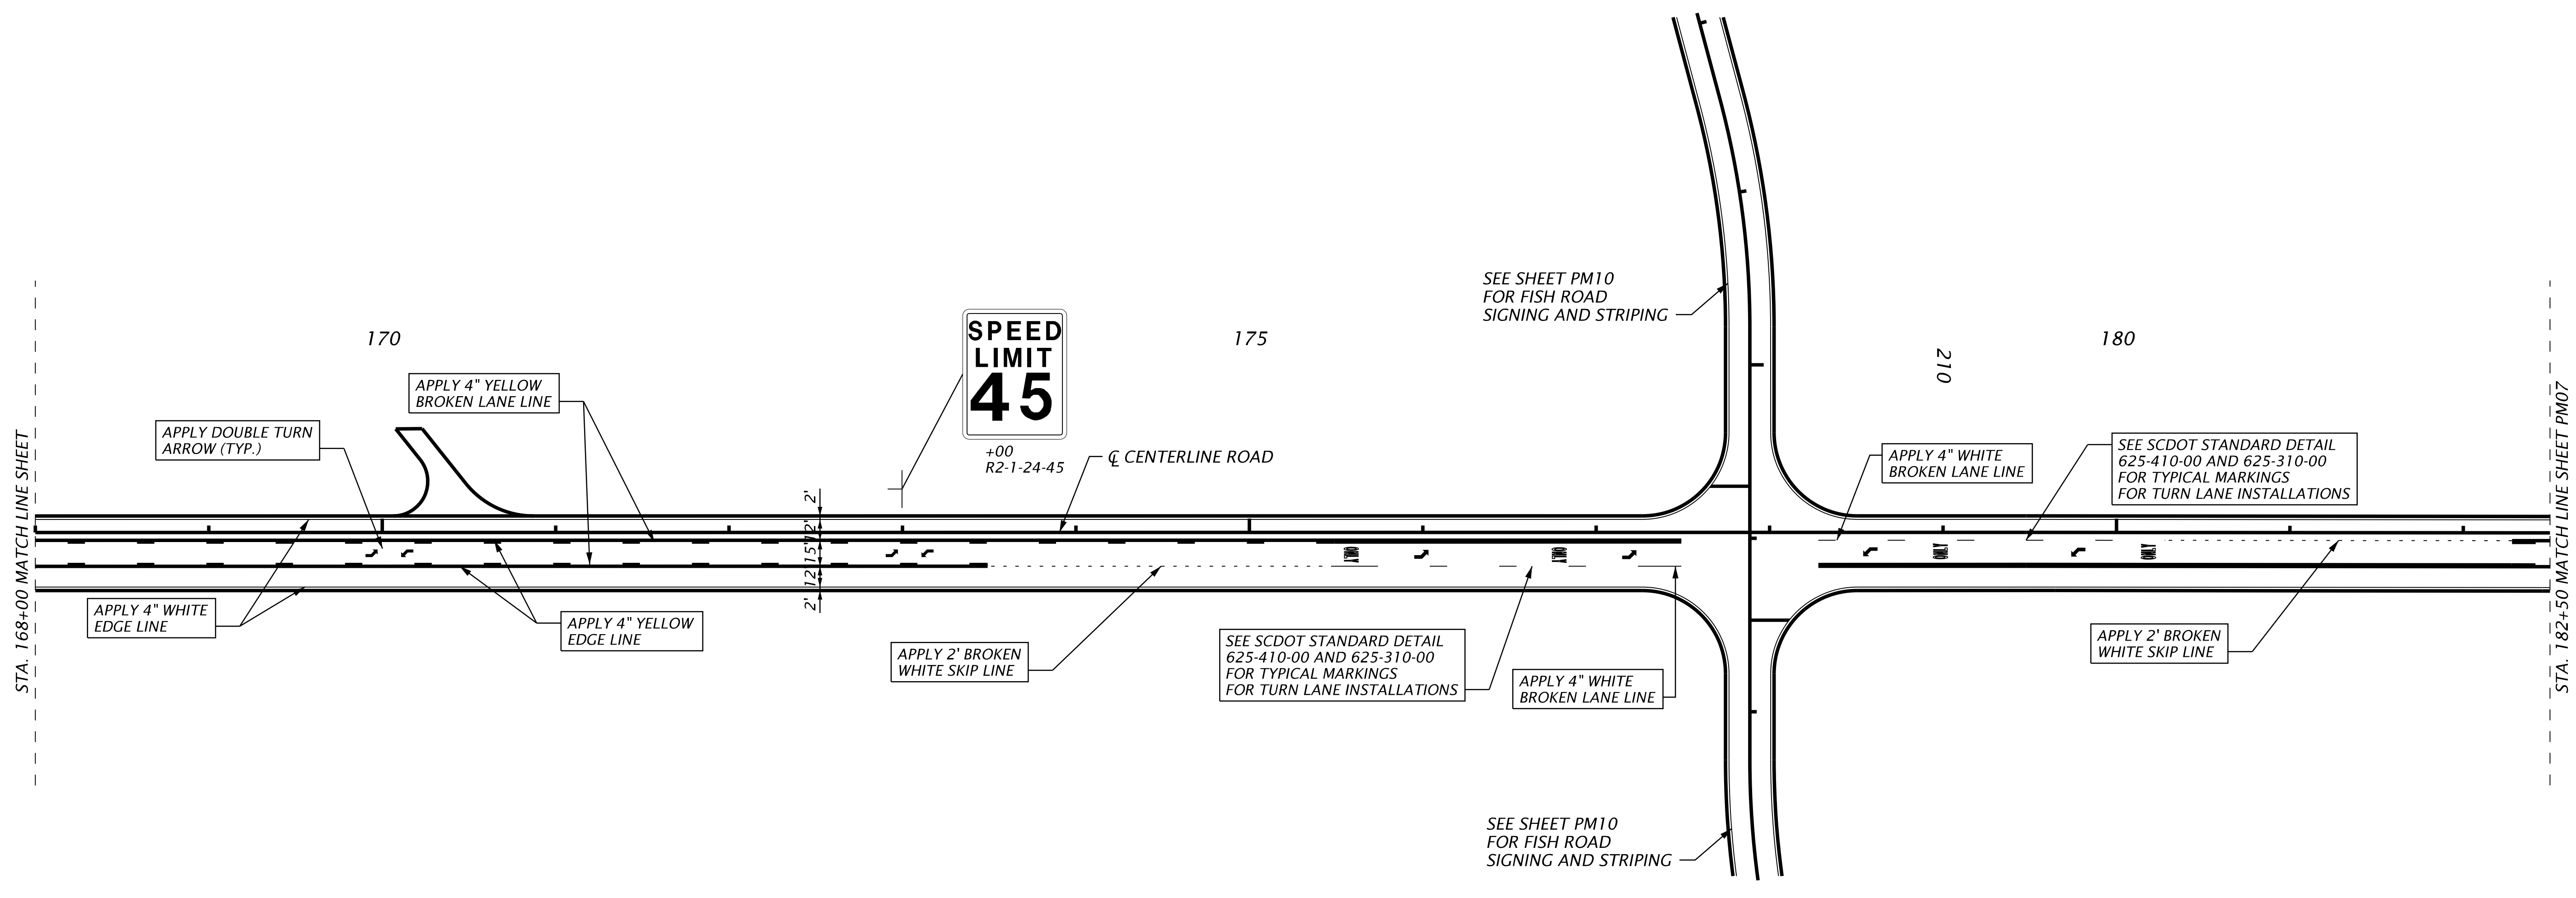 SEE SHEET PM10
FOR FISH ROAD
SIGNING AND STRIPING
170
SPEED
LIMIT
45
+00
R2-1-24-45
175
210
180
APPLY 4" YELLOW
BROKEN LANE LINE
APPLY DOUBLE TURN
ARROW (TYP.)
℄ CENTERLINE ROAD
APPLY 4" WHITE
BROKEN LANE LINE
SEE SCDOT STANDARD DETAIL
625-410-00 AND 625-310-00
FOR TYPICAL MARKINGS
FOR TURN LANE INSTALLATIONS
STA. 168+00 MATCH LINE SHEET
STA. 182+50 MATCH LINE SHEET PM07
2'
12'
15'
12'
2'
ONLY
ONLY
ONLY
ONLY
APPLY 4" WHITE
EDGE LINE
APPLY 4" YELLOW
EDGE LINE
APPLY 2' BROKEN
WHITE SKIP LINE
SEE SCDOT STANDARD DETAIL
625-410-00 AND 625-310-00
FOR TYPICAL MARKINGS
FOR TURN LANE INSTALLATIONS
APPLY 4" WHITE
BROKEN LANE LINE
APPLY 2' BROKEN
WHITE SKIP LINE
SEE SHEET PM10
FOR FISH ROAD
SIGNING AND STRIPING